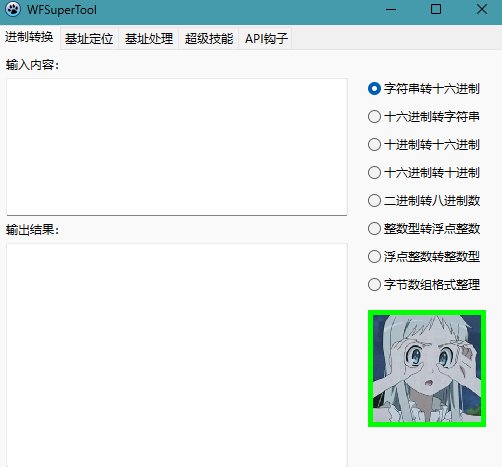 WFSuperTool
进制转换 基址定位 基址处理 超级技能 API钩子
输入内容:
字符串转十六进制
十六进制转字符串
十进制转十六进制
十六进制转十进制
二进制转八进制数
整数型转浮点整数
浮点整数转整数型
字节数组格式整理
输出结果: